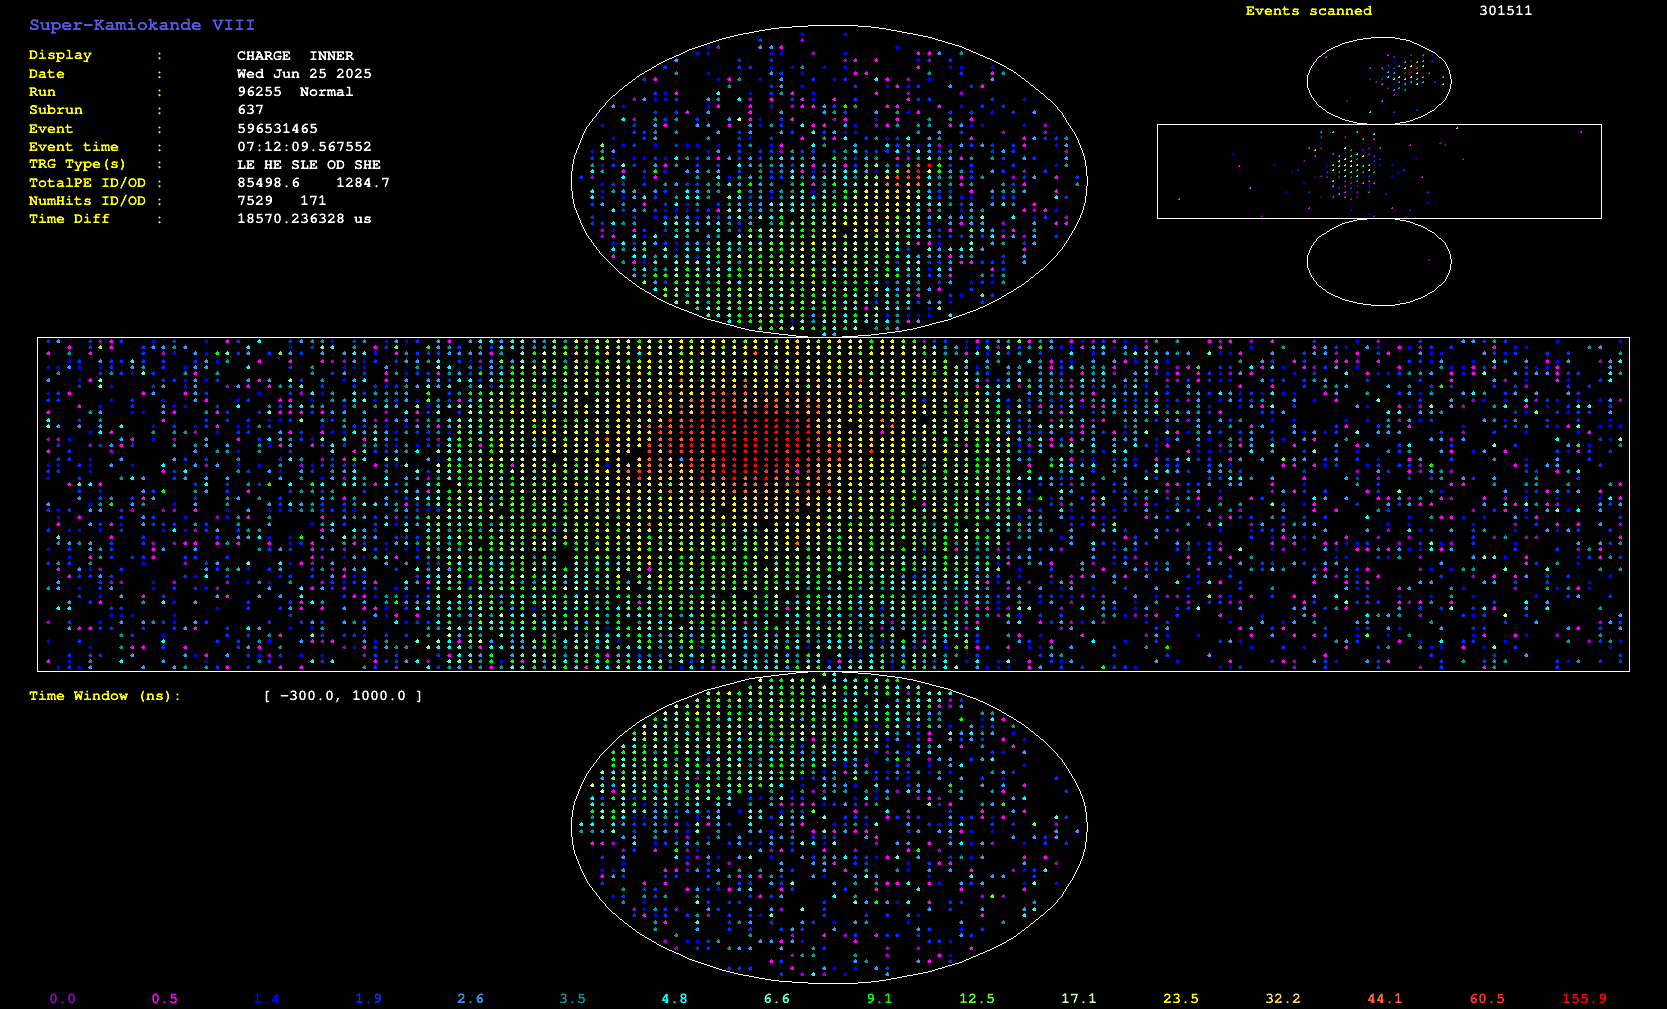 Super-Kamiokande VIII
Events scanned 301511
Display : CHARGE INNER
Date : Wed Jun 25 2025
Run : 96255 Normal
Subrun : 637
Event : 596531465
Event time : 07:12:09.567552
TRG Type(s) : LE HE SLE OD SHE
TotalPE ID/OD : 85498.6 1284.7
NumHits ID/OD : 7529 171
Time Diff : 18570.236328 us
Time Window (ns): [ -300.0, 1000.0 ]
0.0 0.5 1.4 1.9 2.6 3.5 4.8 6.6 9.1 12.5 17.1 23.5 32.2 44.1 60.5 155.9